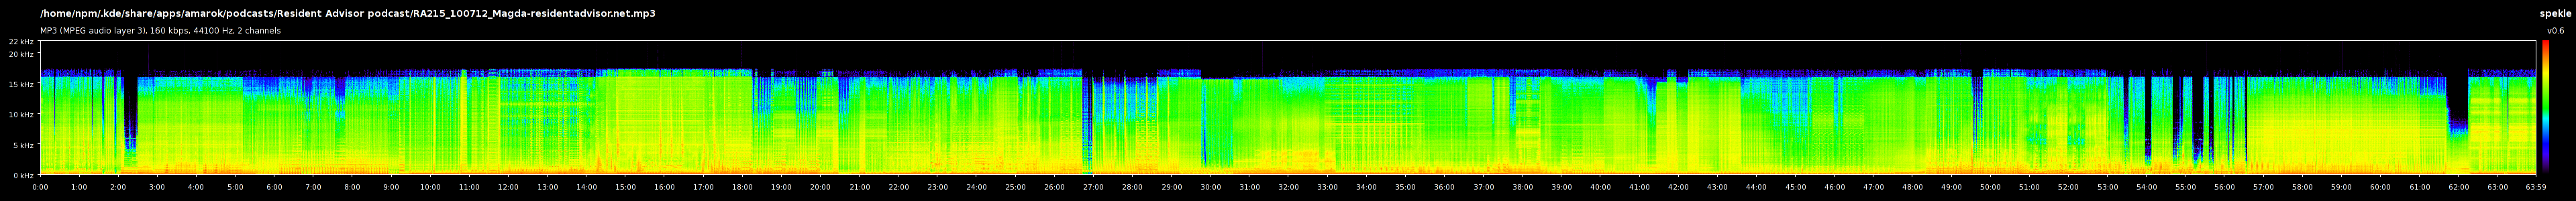 /home/npm/.kde/share/apps/amarok/podcasts/Resident Advisor podcast/RA215_100712_Magda-residentadvisor.net.mp3
spekle
MP3 (MPEG audio layer 3), 160 kbps, 44100 Hz, 2 channels
v0.6
22 kHz
20 kHz
15 kHz
10 kHz
5 kHz
0 kHz
0:00 1:00 2:00 3:00 4:00 5:00 6:00 7:00 8:00 9:00 10:00 11:00 12:00 13:00 14:00 15:00 16:00 17:00 18:00 19:00 20:00 21:00 22:00 23:00 24:00 25:00 26:00 27:00 28:00 29:00 30:00 31:00 32:00 33:00 34:00 35:00 36:00 37:00 38:00 39:00 40:00 41:00 42:00 43:00 44:00 45:00 46:00 47:00 48:00 49:00 50:00 51:00 52:00 53:00 54:00 55:00 56:00 57:00 58:00 59:00 60:00 61:00 62:00 63:00 63:59